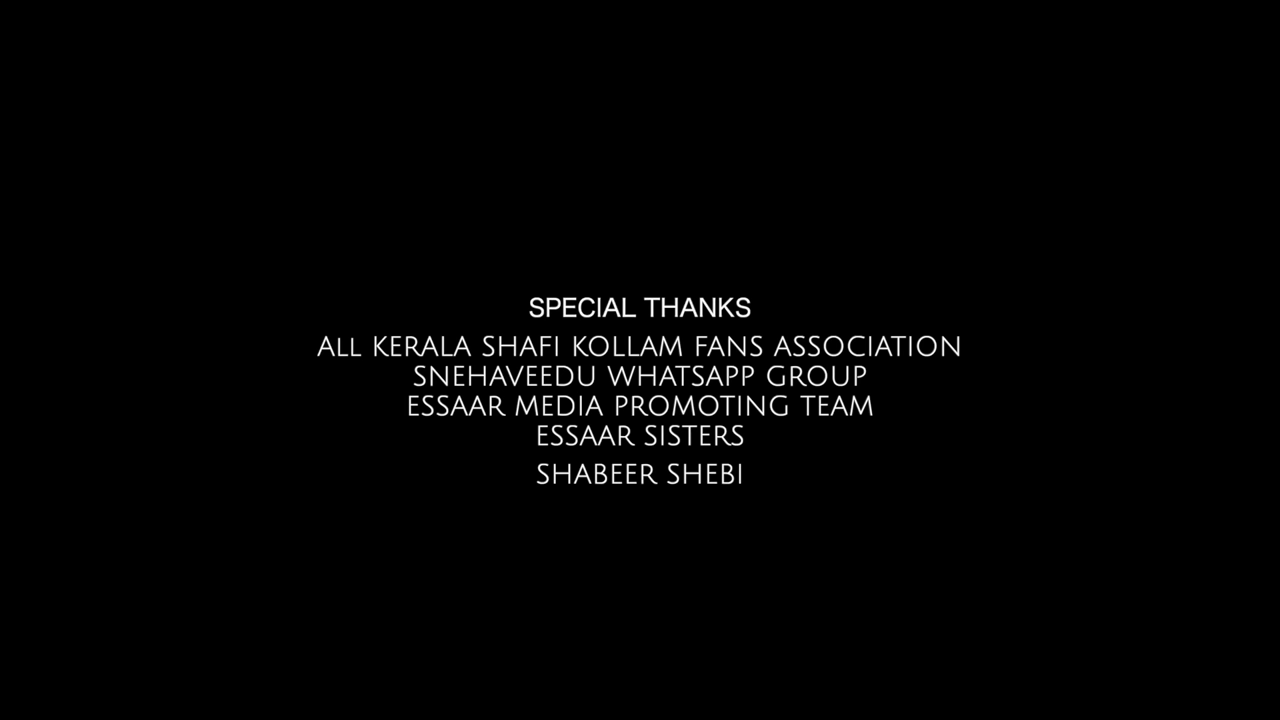 SPECIAL THANKS
All KERALA SHAFI KOLLAM FANS ASSOCIATION
SNEHAVEEDU WHATSAPP GROUP
ESSAAR MEDIA PROMOTING TEAM
ESSAAR SISTERS
SHABEER SHEBI